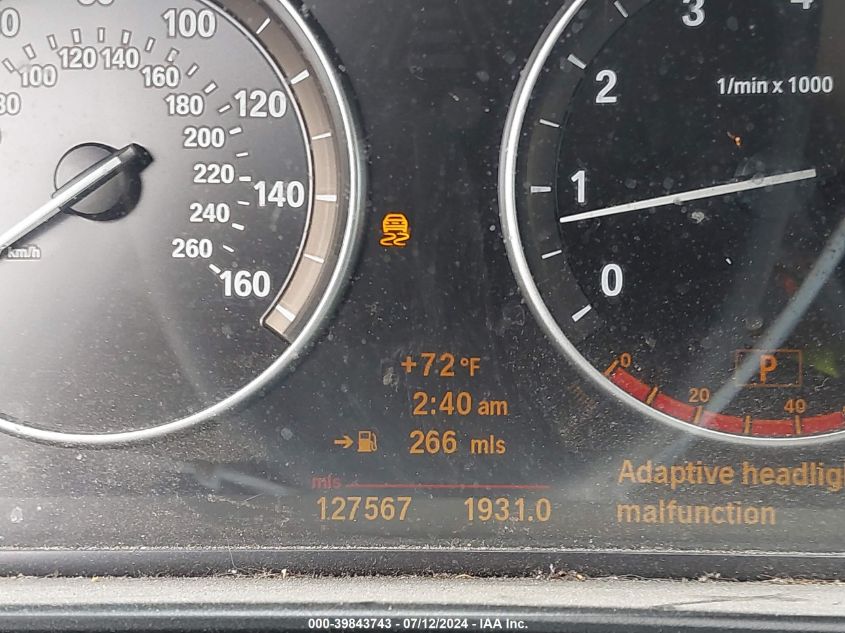 100
120
140
160
km/h
100
120
140
160
180
200
220
240
260
1/min x 1000
0
1
2
3
4
+72 °F
2:40 am
266 mls
mls
127567 1931.0
P
0
20
40
Adaptive
malfunction
000-39843743 - 07/12/2024 - IAA Inc.